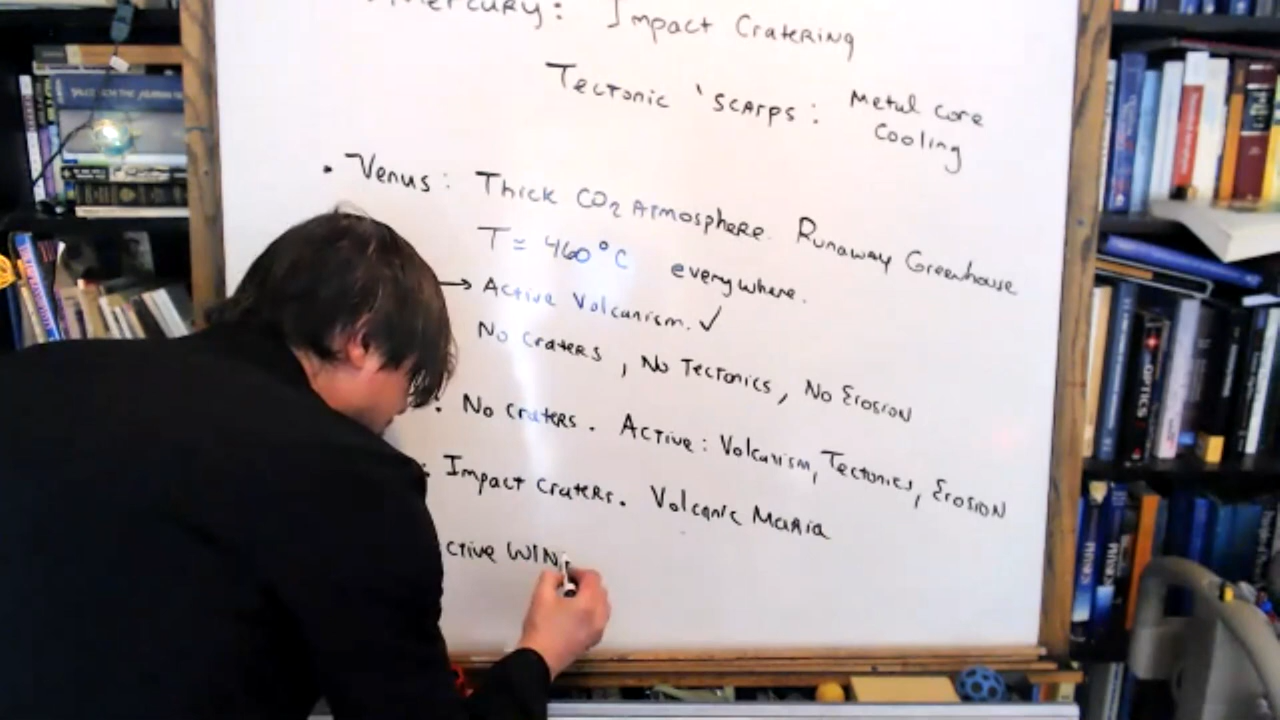 Mercury: Impact Cratering
Tectonic 'Scarps: Metal Core Cooling
• Venus: Thick CO2 Atmosphere. Runaway Greenhouse
T ≃ 460°C everywhere.
→ Active Volcanism. ✓
No craters, No Tectonics, No Erosion
: No craters. Active: Volcanism, Tectonics, Erosion
: Impact craters. Volcanic Maria
ctive WIN
OPTICS